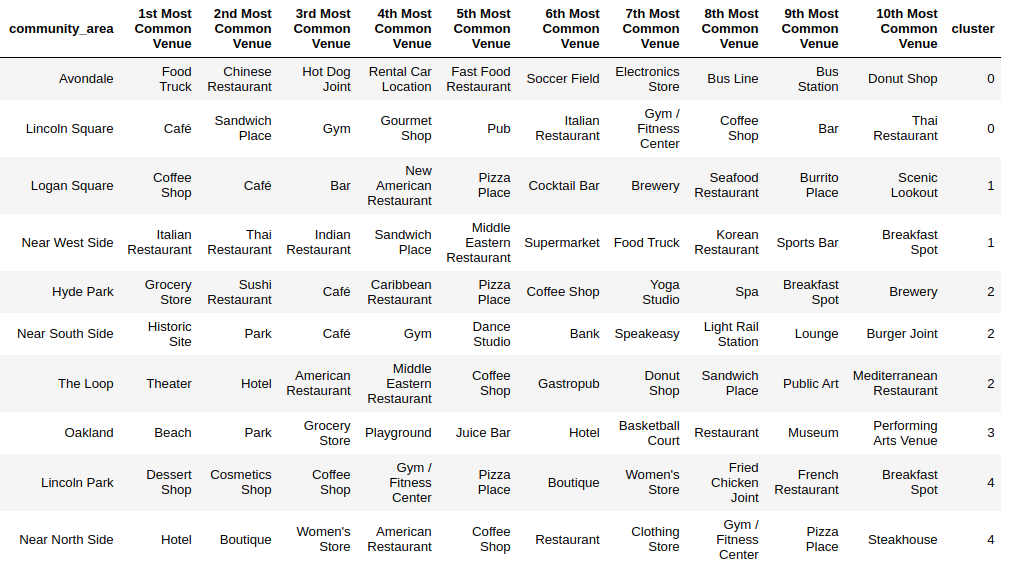 community_area 1st Most Common Venue 2nd Most Common Venue 3rd Most Common Venue 4th Most Common Venue 5th Most Common Venue 6th Most Common Venue 7th Most Common Venue 8th Most Common Venue 9th Most Common Venue 10th Most Common Venue cluster
Avondale Food Truck Chinese Restaurant Hot Dog Joint Rental Car Location Fast Food Restaurant Soccer Field Electronics Store Bus Line Bus Station Donut Shop 0
Lincoln Square Café Sandwich Place Gym Gourmet Shop Pub Italian Restaurant Gym / Fitness Center Coffee Shop Bar Thai Restaurant 0
Logan Square Coffee Shop Café Bar New American Restaurant Pizza Place Cocktail Bar Brewery Seafood Restaurant Burrito Place Scenic Lookout 1
Near West Side Italian Restaurant Thai Restaurant Indian Restaurant Sandwich Place Middle Eastern Restaurant Supermarket Food Truck Korean Restaurant Sports Bar Breakfast Spot 1
Hyde Park Grocery Store Sushi Restaurant Café Caribbean Restaurant Pizza Place Coffee Shop Yoga Studio Spa Breakfast Spot Brewery 2
Near South Side Historic Site Park Café Gym Dance Studio Bank Speakeasy Light Rail Station Lounge Burger Joint 2
The Loop Theater Hotel American Restaurant Middle Eastern Restaurant Coffee Shop Gastropub Donut Shop Sandwich Place Public Art Mediterranean Restaurant 2
Oakland Beach Park Grocery Store Playground Juice Bar Hotel Basketball Court Restaurant Museum Performing Arts Venue 3
Lincoln Park Dessert Shop Cosmetics Shop Coffee Shop Gym / Fitness Center Pizza Place Boutique Women's Store Fried Chicken Joint French Restaurant Breakfast Spot 4
Near North Side Hotel Boutique Women's Store American Restaurant Coffee Shop Restaurant Clothing Store Gym / Fitness Center Pizza Place Steakhouse 4